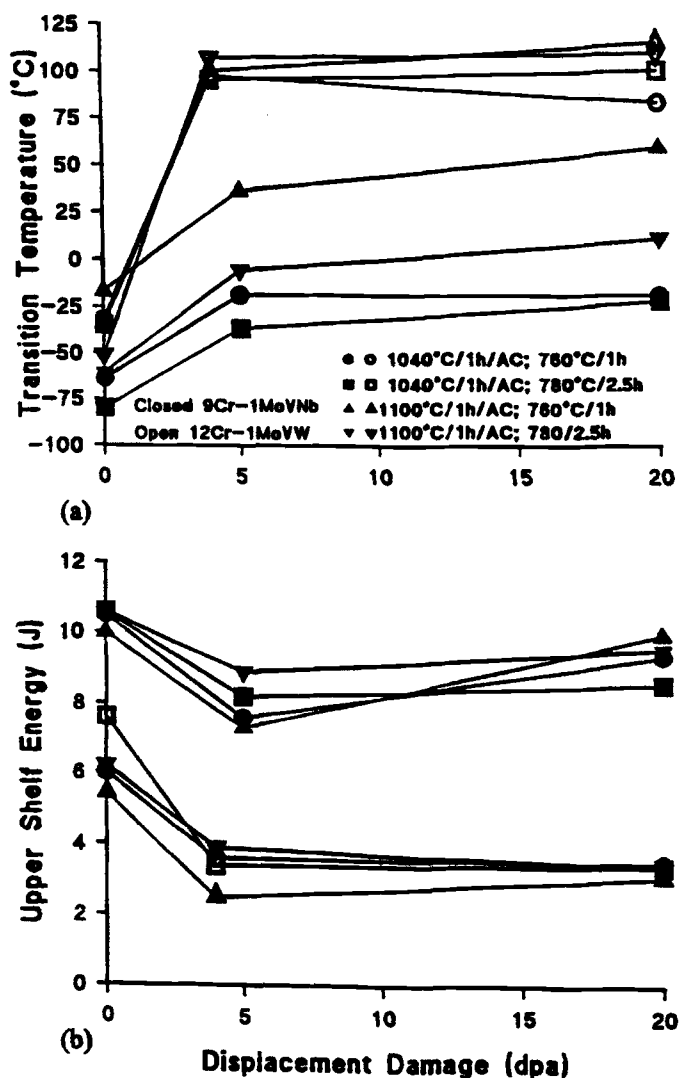 125
100
75
50
25
0
-25
-50
-75
-100
Transition Temperature (°C)
1040°C/1h/AC; 760°C/1h
1040°C/1h/AC; 780°C/2.5h
Closed 9Cr-1MoVNb
1100°C/1h/AC; 760°C/1h
Open 12Cr-1MoVW
1100°C/1h/AC; 780/2.5h
0 5 10 15 20
(a)
12
10
8
6
4
2
0
Upper Shelf Energy (J)
0 5 10 15 20
(b)
Displacement Damage (dpa)